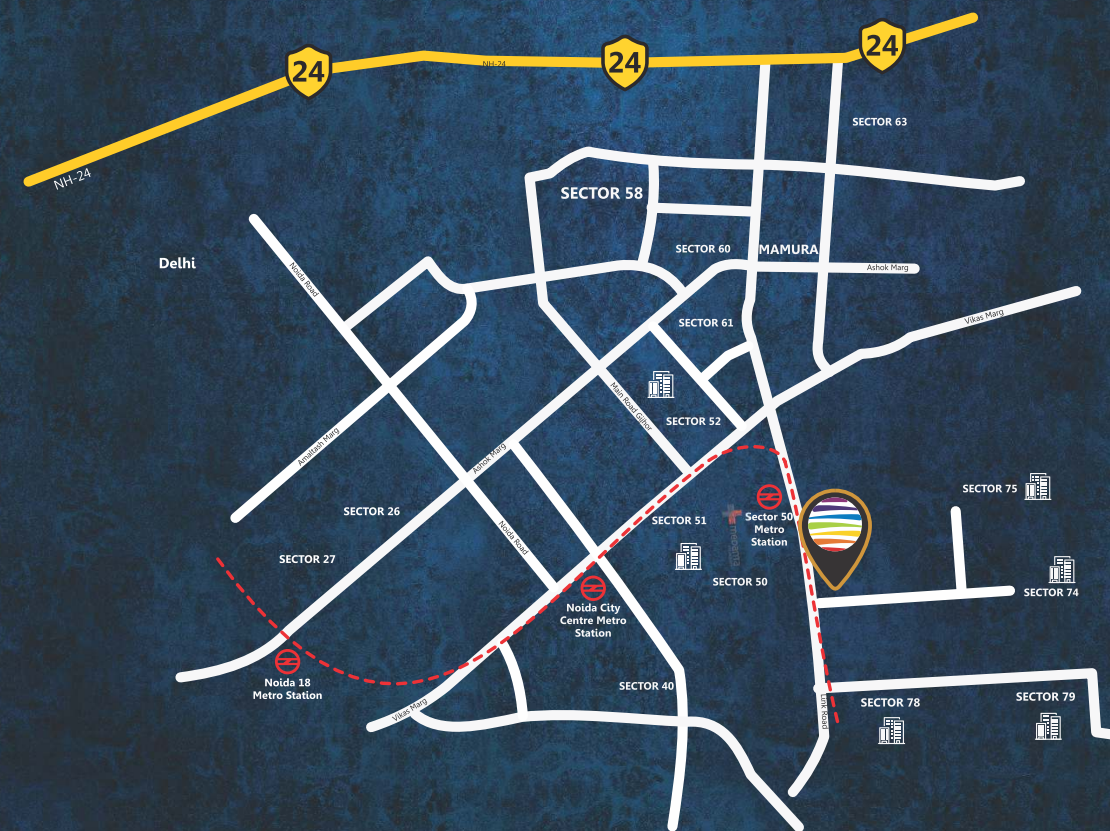 24
24
24
NH-24
NH-24
SECTOR 63
SECTOR 58
SECTOR 60
MAMURA
Ashok Marg
Delhi
Noida Road
SECTOR 61
Vikas Marg
Main Road Gijhor
SECTOR 52
Amaltash Marg
Ashok Marg
SECTOR 26
SECTOR 27
Noida Road
SECTOR 51
Sector 50
Metro
Station
SECTOR 75
SECTOR 50
SECTOR 74
Noida City
Centre Metro
Station
Noida 18
Metro Station
SECTOR 40
Vikas Marg
Link Road
SECTOR 78
SECTOR 79